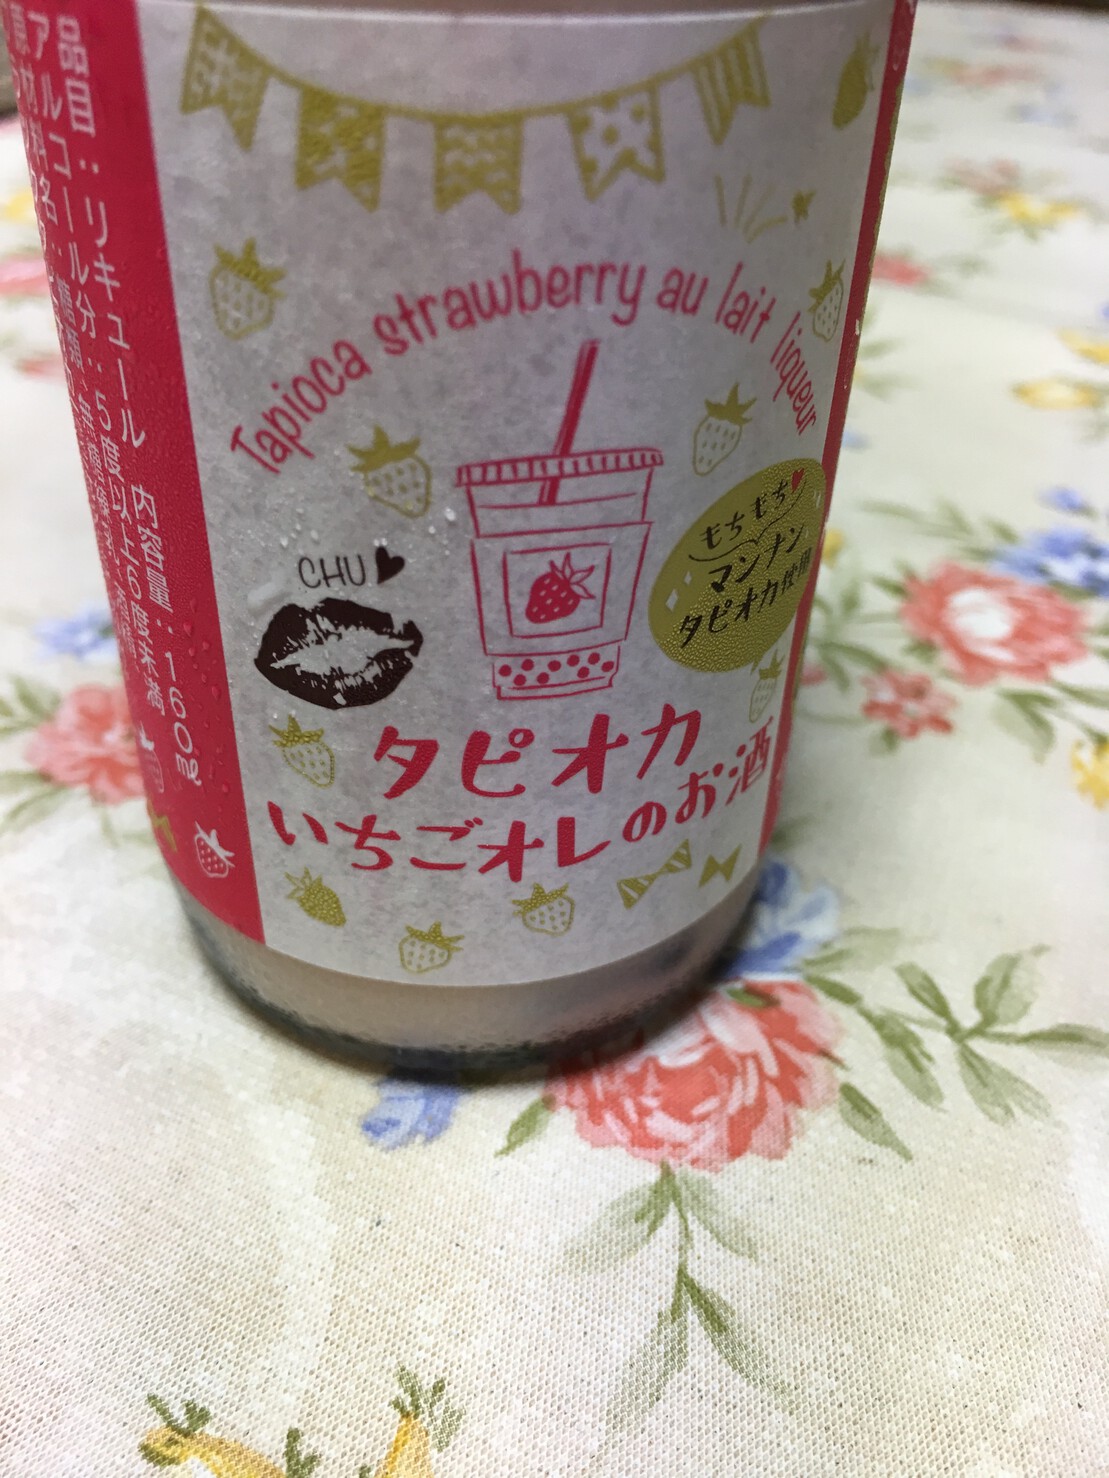 Tapioca strawberry au lait liqueur
CHU
もちもち
マンナン
タピオカ使用
タピオカ
いちごオレのお酒
品目：リキュール 内容量：160ml
アルコール分：5度以上6度未満